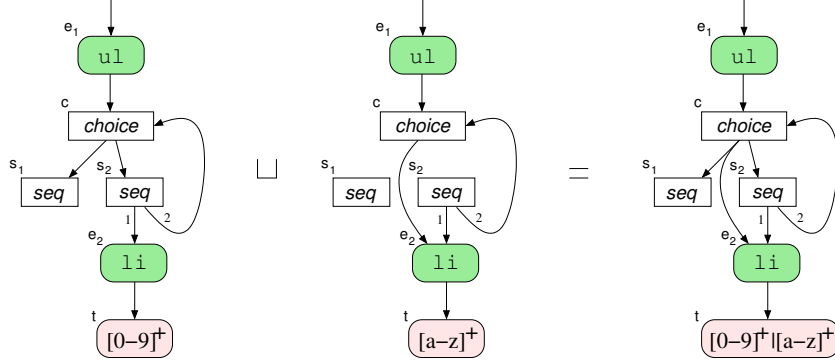 e1 e1 e1
ul ul ul
c c c
choice choice choice
s1 s2 s1 s2 s1 s2
seq seq ⊔ seq seq = seq seq
1 2 1 2 1 2
e2 e2 e2
li li li
t t t
[0–9]+ [a–z]+ [0–9]+|[a–z]+